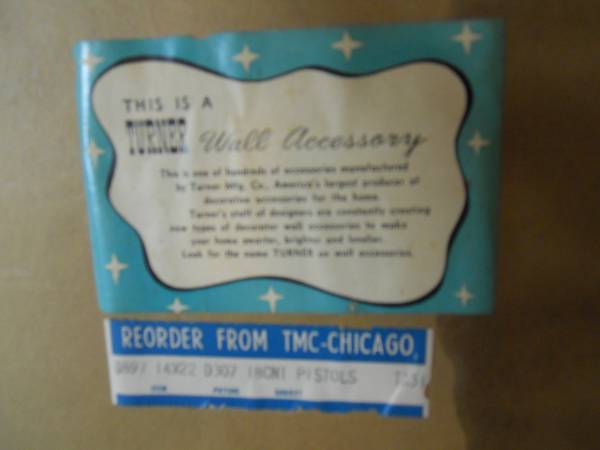 THIS IS A
TURNER Wall Accessory
This is one of hundreds of accessories manufactured
by Turner Mfg. Co., America's largest producer of
decorative accessories for the home.
Turner's staff of designers are constantly creating
new types of decorator wall accessories to make
your home smarter, brighter and lovelier.
Look for the name TURNER on wall accessories.
REORDER FROM TMC-CHICAGO
14X22 D307 18CNT PISTOLS